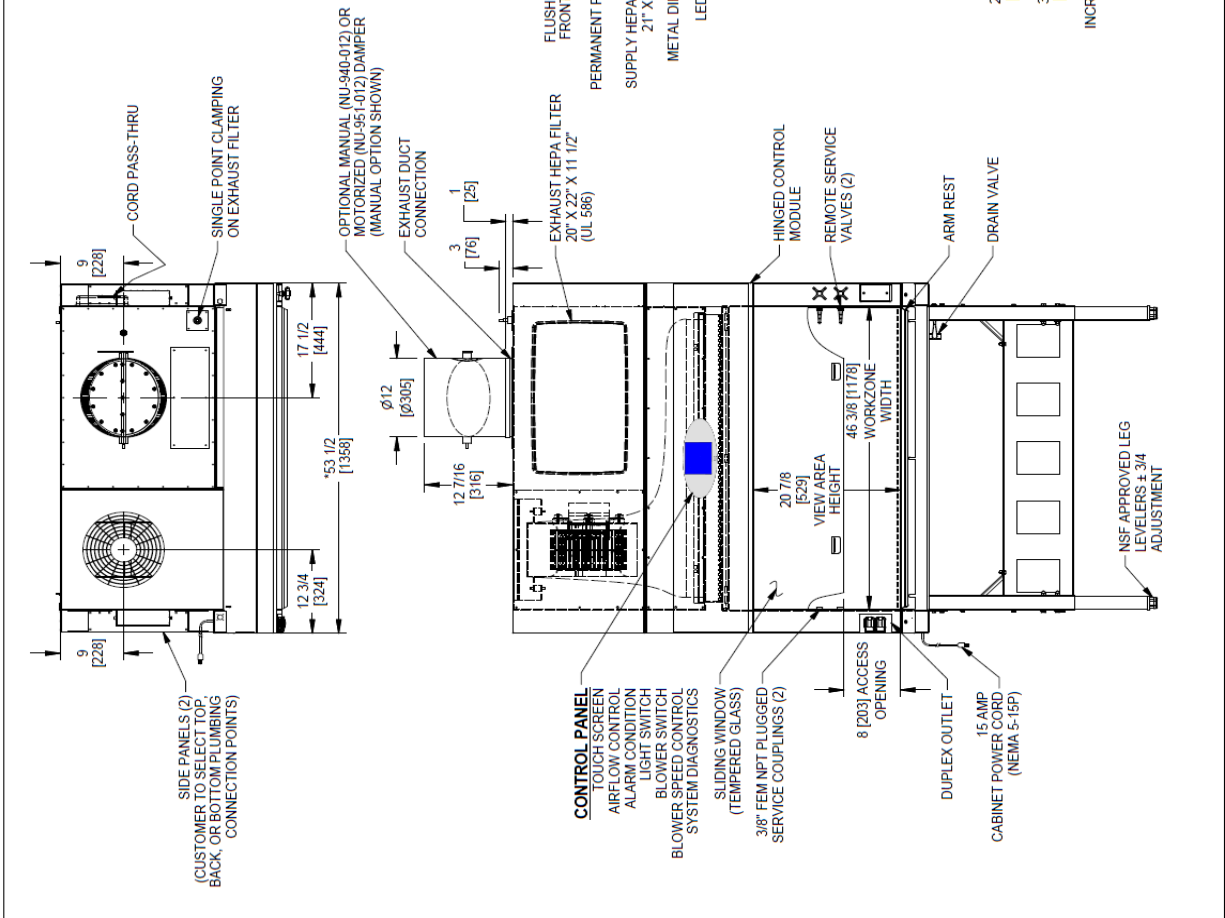 9
[228]
CORD PASS-THRU
SINGLE POINT CLAMPING
ON EXHAUST FILTER
17 1/2
[444]
*53 1/2
[1358]
12 3/4
[324]
9
[228]
SIDE PANELS (2)
(CUSTOMER TO SELECT TOP,
BACK, OR BOTTOM PLUMBING
CONNECTION POINTS)
OPTIONAL MANUAL (NU-940-012) OR
MOTORIZED (NU-951-012) DAMPER
(MANUAL OPTION SHOWN)
EXHAUST DUCT
CONNECTION
1
[25]
3
[76]
Ø12
[Ø305]
12 7/16
[316]
EXHAUST HEPA FILTER
20" X 22" X 11 1/2"
(UL 586)
HINGED CONTROL
MODULE
REMOTE SERVICE
VALVES (2)
ARM REST
DRAIN VALVE
46 3/8 [1178]
WORKZONE
WIDTH
20 7/8
[529]
VIEW AREA
HEIGHT
CONTROL PANEL
TOUCH SCREEN
AIRFLOW CONTROL
ALARM CONDITION
LIGHT SWITCH
BLOWER SWITCH
BLOWER SPEED CONTROL
SYSTEM DIAGNOSTICS
SLIDING WINDOW
(TEMPERED GLASS)
3/8" FEM NPT PLUGGED
SERVICE COUPLINGS (2)
8 [203] ACCESS
OPENING
DUPLEX OUTLET
15 AMP
CABINET POWER CORD
(NEMA 5-15P)
NSF APPROVED LEG
LEVELERS ± 3/4
ADJUSTMENT
FLUSH
FRONT
PERMANENT
SUPPLY HEPA
21" X
METAL
LED
2
3
INCR